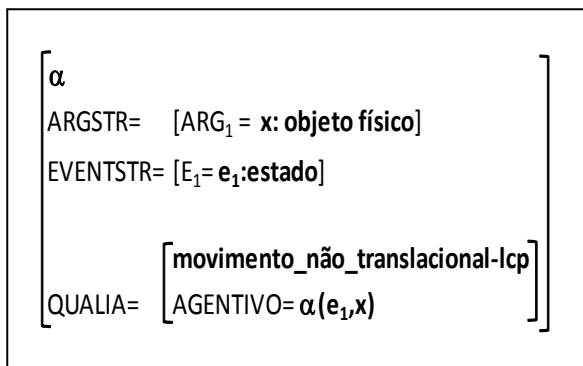 α
ARGSTR= [ARG₁ = x: objeto físico]
EVENTSTR= [E₁= e₁:estado]
movimento_não_translacional-lcp
QUALIA= AGENTIVO= α(e₁,x)